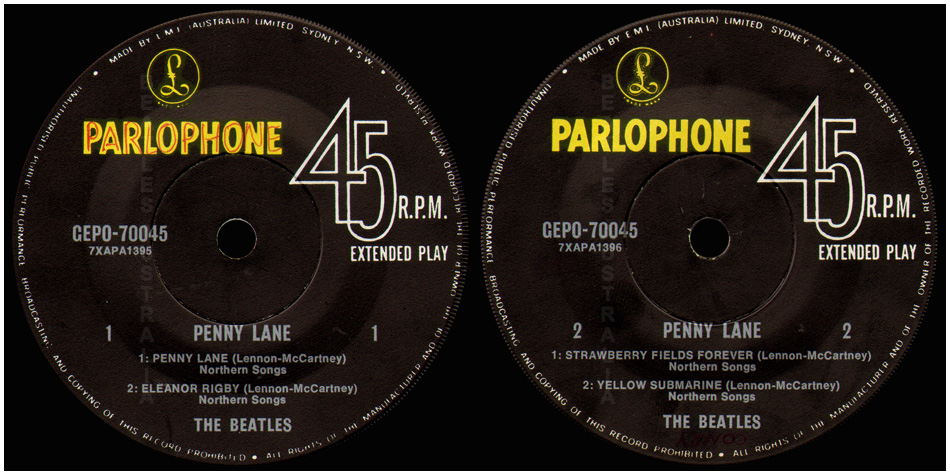 MADE BY E M I (AUSTRALIA) LIMITED. SYDNEY, N.S.W.
RECORDED WORK RESERVED
UNAUTHORISED PUBLIC PERFORMANCE BROADCASTING AND COPYING OF THIS RECORD PROHIBITED • ALL RIGHTS OF THE MANUFACTURER AND OF THE OWNER OF THE
£
PARLOPHONE
45
R.P.M.
EXTENDED PLAY
GEPO-70045
7XAPA1395
1 PENNY LANE 1
1: PENNY LANE (Lennon-McCartney)
Northern Songs
2: ELEANOR RIGBY (Lennon-McCartney)
Northern Songs
THE BEATLES
MADE BY E M I (AUSTRALIA) LIMITED. SYDNEY, N.S.W.
RECORDED WORK RESERVED
UNAUTHORISED PUBLIC PERFORMANCE BROADCASTING AND COPYING OF THIS RECORD PROHIBITED • ALL RIGHTS OF THE MANUFACTURER AND OF THE OWNER OF THE
£
TRADE MARK
PARLOPHONE
45
R.P.M.
EXTENDED PLAY
GEPO-70045
7XAPA1396
2 PENNY LANE 2
1: STRAWBERRY FIELDS FOREVER (Lennon-McCartney)
Northern Songs
2: YELLOW SUBMARINE (Lennon-McCartney)
Northern Songs
THE BEATLES